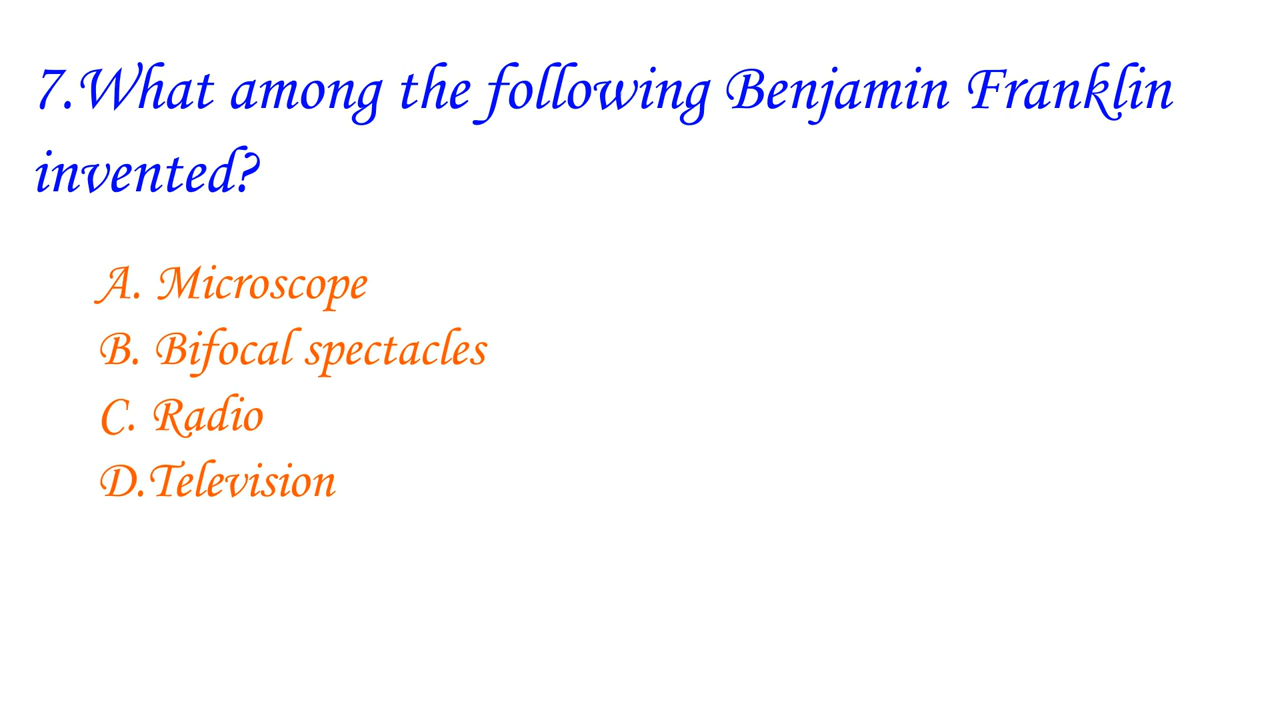 7.What among the following Benjamin Franklin
invented?
A. Microscope
B. Bifocal spectacles
C. Radio
D.Television